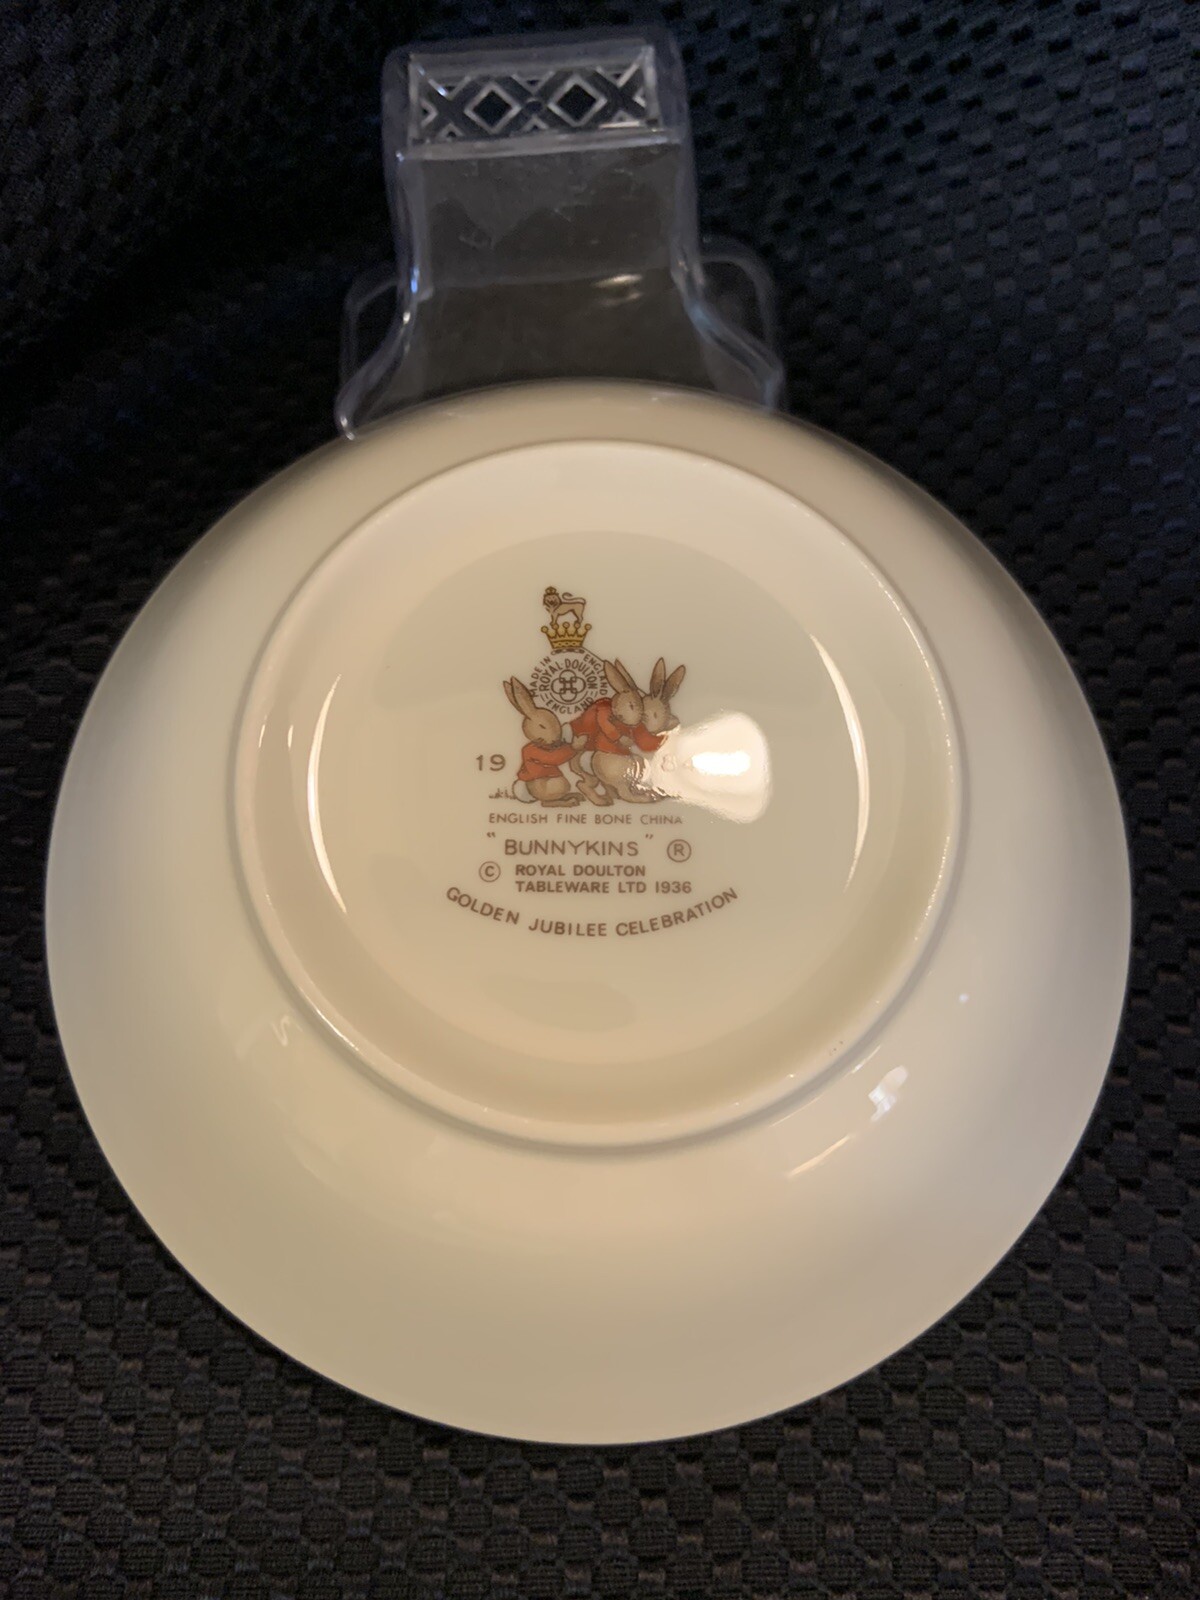 MADE IN ENGLAND
ROYAL DOULTON
ENGLAND
19 84
ENGLISH FINE BONE CHINA
"BUNNYKINS" ®
© ROYAL DOULTON
TABLEWARE LTD 1936
GOLDEN JUBILEE CELEBRATION